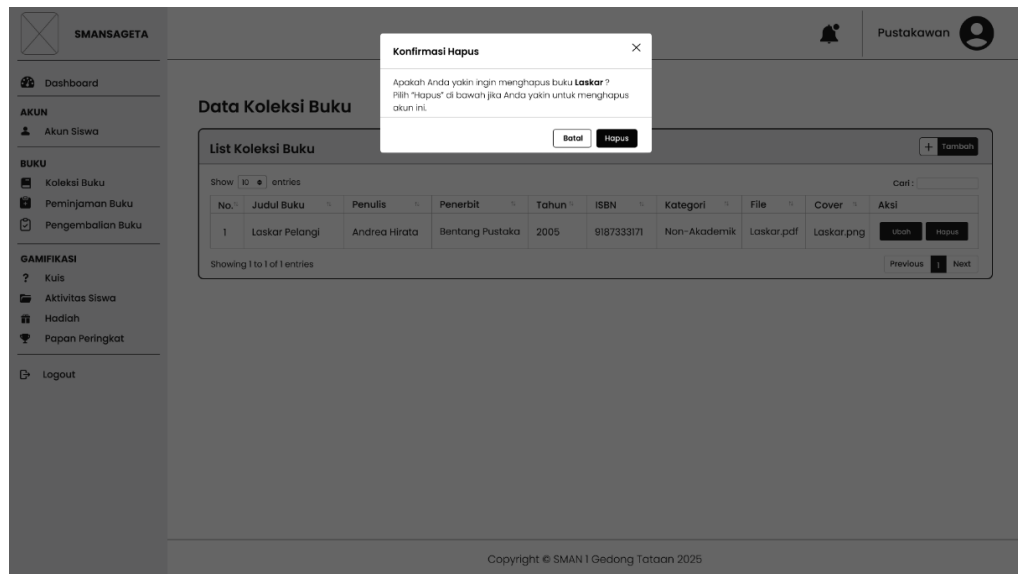 SMANSAGETA
Pustakawan
Konfirmasi Hapus
Apakah Anda yakin ingin menghapus buku Laskar ?
Pilih "Hapus" di bawah jika Anda yakin untuk menghapus
akun ini.
Batal Hapus
Dashboard
AKUN
Akun Siswa
BUKU
Koleksi Buku
Peminjaman Buku
Pengembalian Buku
GAMIFIKASI
Kuis
Aktivitas Siswa
Hadiah
Papan Peringkat
Logout
Data Koleksi Buku
List Koleksi Buku
+ Tambah
Show 10 entries
Cari :
No. Judul Buku Penulis Penerbit Tahun ISBN Kategori File Cover Aksi
1 Laskar Pelangi Andrea Hirata Bentang Pustaka 2005 9187333171 Non-Akademik Laskar.pdf Laskar.png Ubah Hapus
Showing 1 to 1 of 1 entries
Previous 1 Next
Copyright © SMAN 1 Gedong Tataan 2025